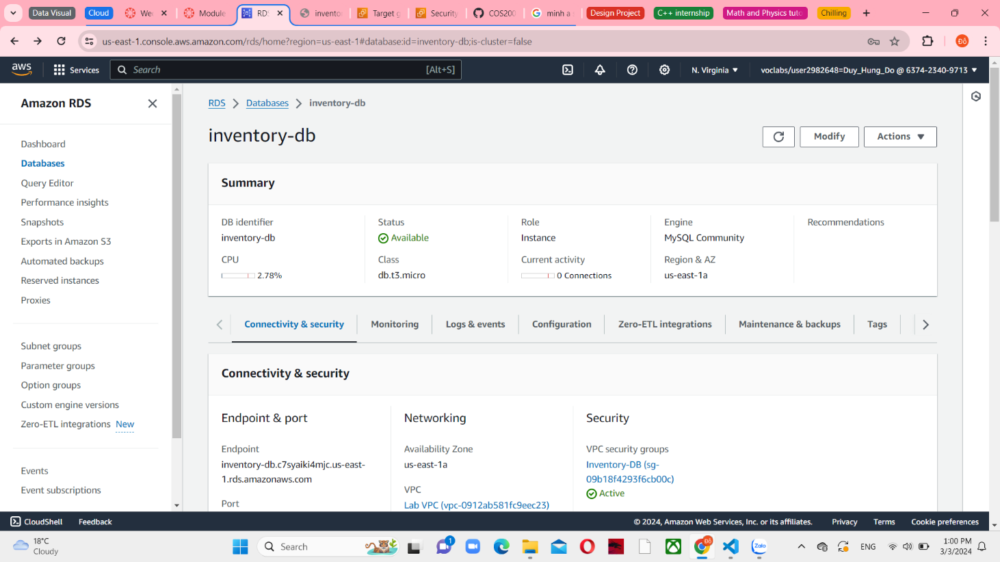 Data Visual
Cloud
Wee
Module
RDS
inventor
Target g
Security
COS200
minh a
Design Project
C++ internship
Math and Physics tuto
Chilling
us-east-1.console.aws.amazon.com/rds/home?region=us-east-1#database:id=inventory-db;is-cluster=false
Đô
aws
Services
Search
[Alt+S]
N. Virginia
voclabs/user2982648=Duy_Hung_Do @ 6374-2340-9713
Amazon RDS
Dashboard
Databases
Query Editor
Performance insights
Snapshots
Exports in Amazon S3
Automated backups
Reserved instances
Proxies
Subnet groups
Parameter groups
Option groups
Custom engine versions
Zero-ETL integrations New
Events
Event subscriptions
RDS
Databases
inventory-db
inventory-db
Modify
Actions
Summary
DB identifier
inventory-db
Status
Available
Role
Instance
Engine
MySQL Community
Recommendations
CPU
2.78%
Class
db.t3.micro
Current activity
0 Connections
Region & AZ
us-east-1a
Connectivity & security
Monitoring
Logs & events
Configuration
Zero-ETL integrations
Maintenance & backups
Tags
Connectivity & security
Endpoint & port
Endpoint
inventory-db.c7syaiki4mjc.us-east-
1.rds.amazonaws.com
Port
Networking
Availability Zone
us-east-1a
VPC
Lab VPC (vpc-0912ab581fc9eec23)
Security
VPC security groups
Inventory-DB (sg-
09b18f4293f6cb00c)
Active
CloudShell
Feedback
© 2024, Amazon Web Services, Inc. or its affiliates.
Privacy
Terms
Cookie preferences
18°C
Cloudy
Search
1
Đô
Zalo
ENG
1:00 PM
3/3/2024